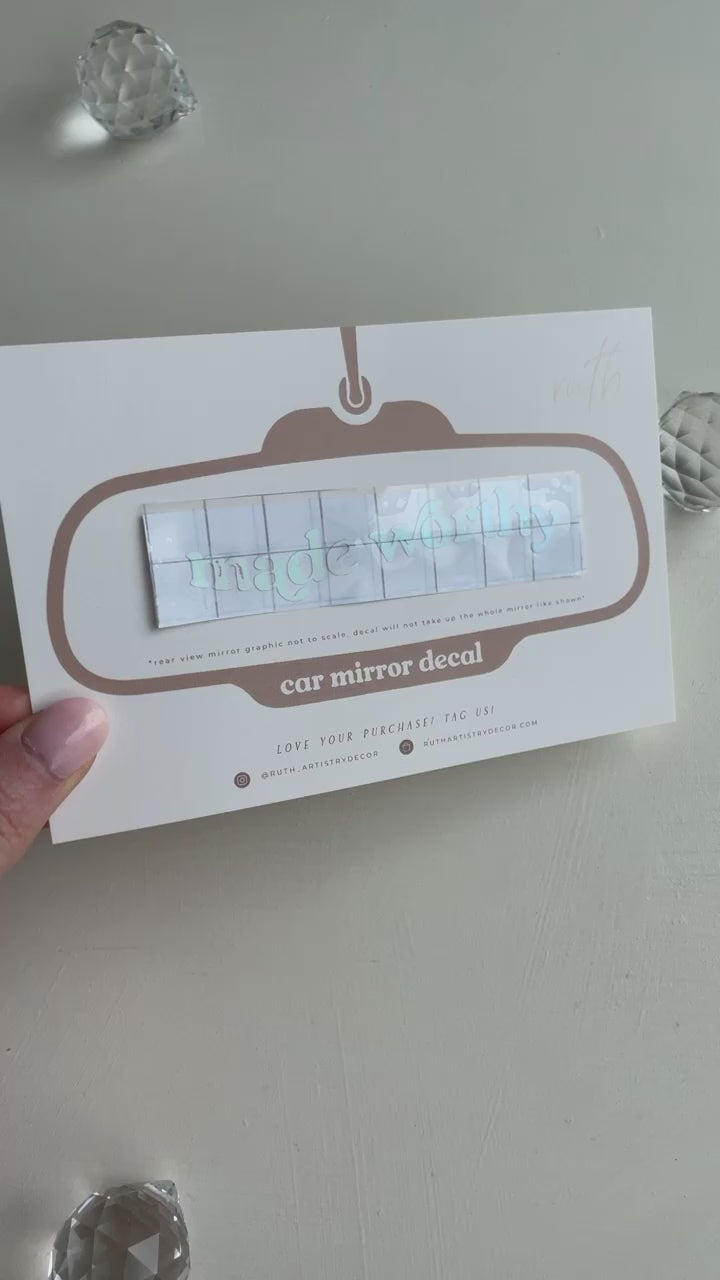 ruth
made worthy
*rear view mirror graphic not to scale. decal will not take up the whole mirror like shown*
car mirror decal
LOVE YOUR PURCHASE? TAG US!
@RUTH_ARTISTRYDECOR RUTHARTISTRYDECOR.COM